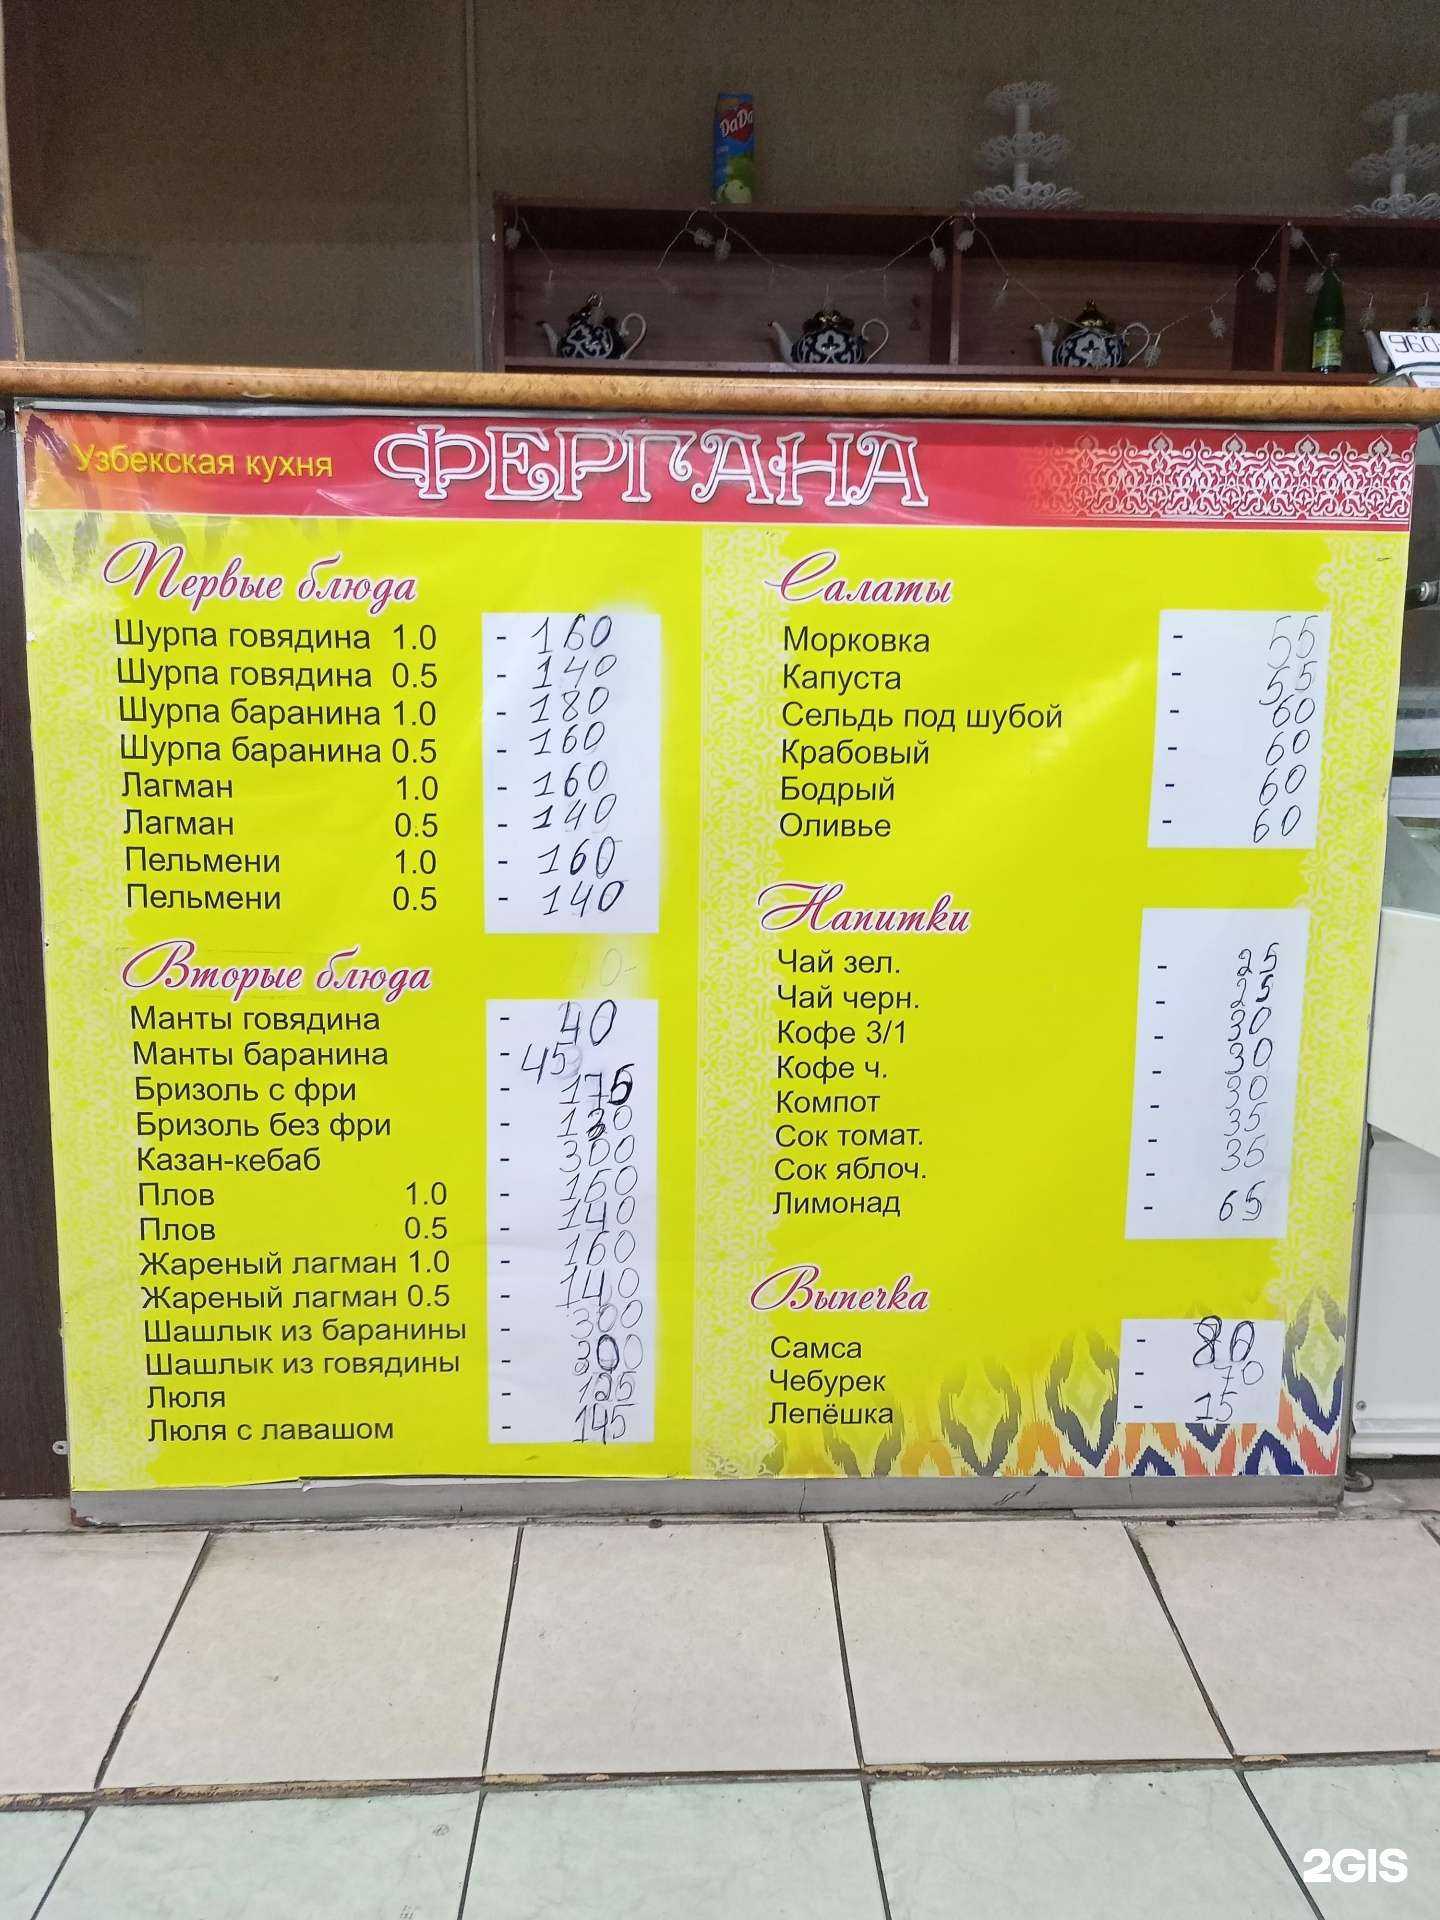 DaDa
960
Узбекская кухня ФЕРГАНА
Первые блюда
Шурпа говядина 1.0 - 160
Шурпа говядина 0.5 - 140
Шурпа баранина 1.0 - 180
Шурпа баранина 0.5 - 160
Лагман 1.0 - 160
Лагман 0.5 - 140
Пельмени 1.0 - 160
Пельмени 0.5 - 140
Вторые блюда
Манты говядина - 40
Манты баранина - 45
Бризоль с фри - 175
Бризоль без фри - 130
Казан-кебаб - 300
Плов 1.0 - 160
Плов 0.5 - 140
Жареный лагман 1.0 - 160
Жареный лагман 0.5 - 140
Шашлык из баранины - 300
Шашлык из говядины -
Люля - 125
Люля с лавашом - 145
Салаты
Морковка - 55
Капуста - 55
Сельдь под шубой - 60
Крабовый - 60
Бодрый - 60
Оливье - 60
Напитки
Чай зел. - 25
Чай черн. - 25
Кофе 3/1 - 30
Кофе ч. - 30
Компот - 30
Сок томат. - 35
Сок яблоч. - 35
Лимонад - 65
Выпечка
Самса - 80
Чебурек - 70
Лепёшка - 15
2GIS